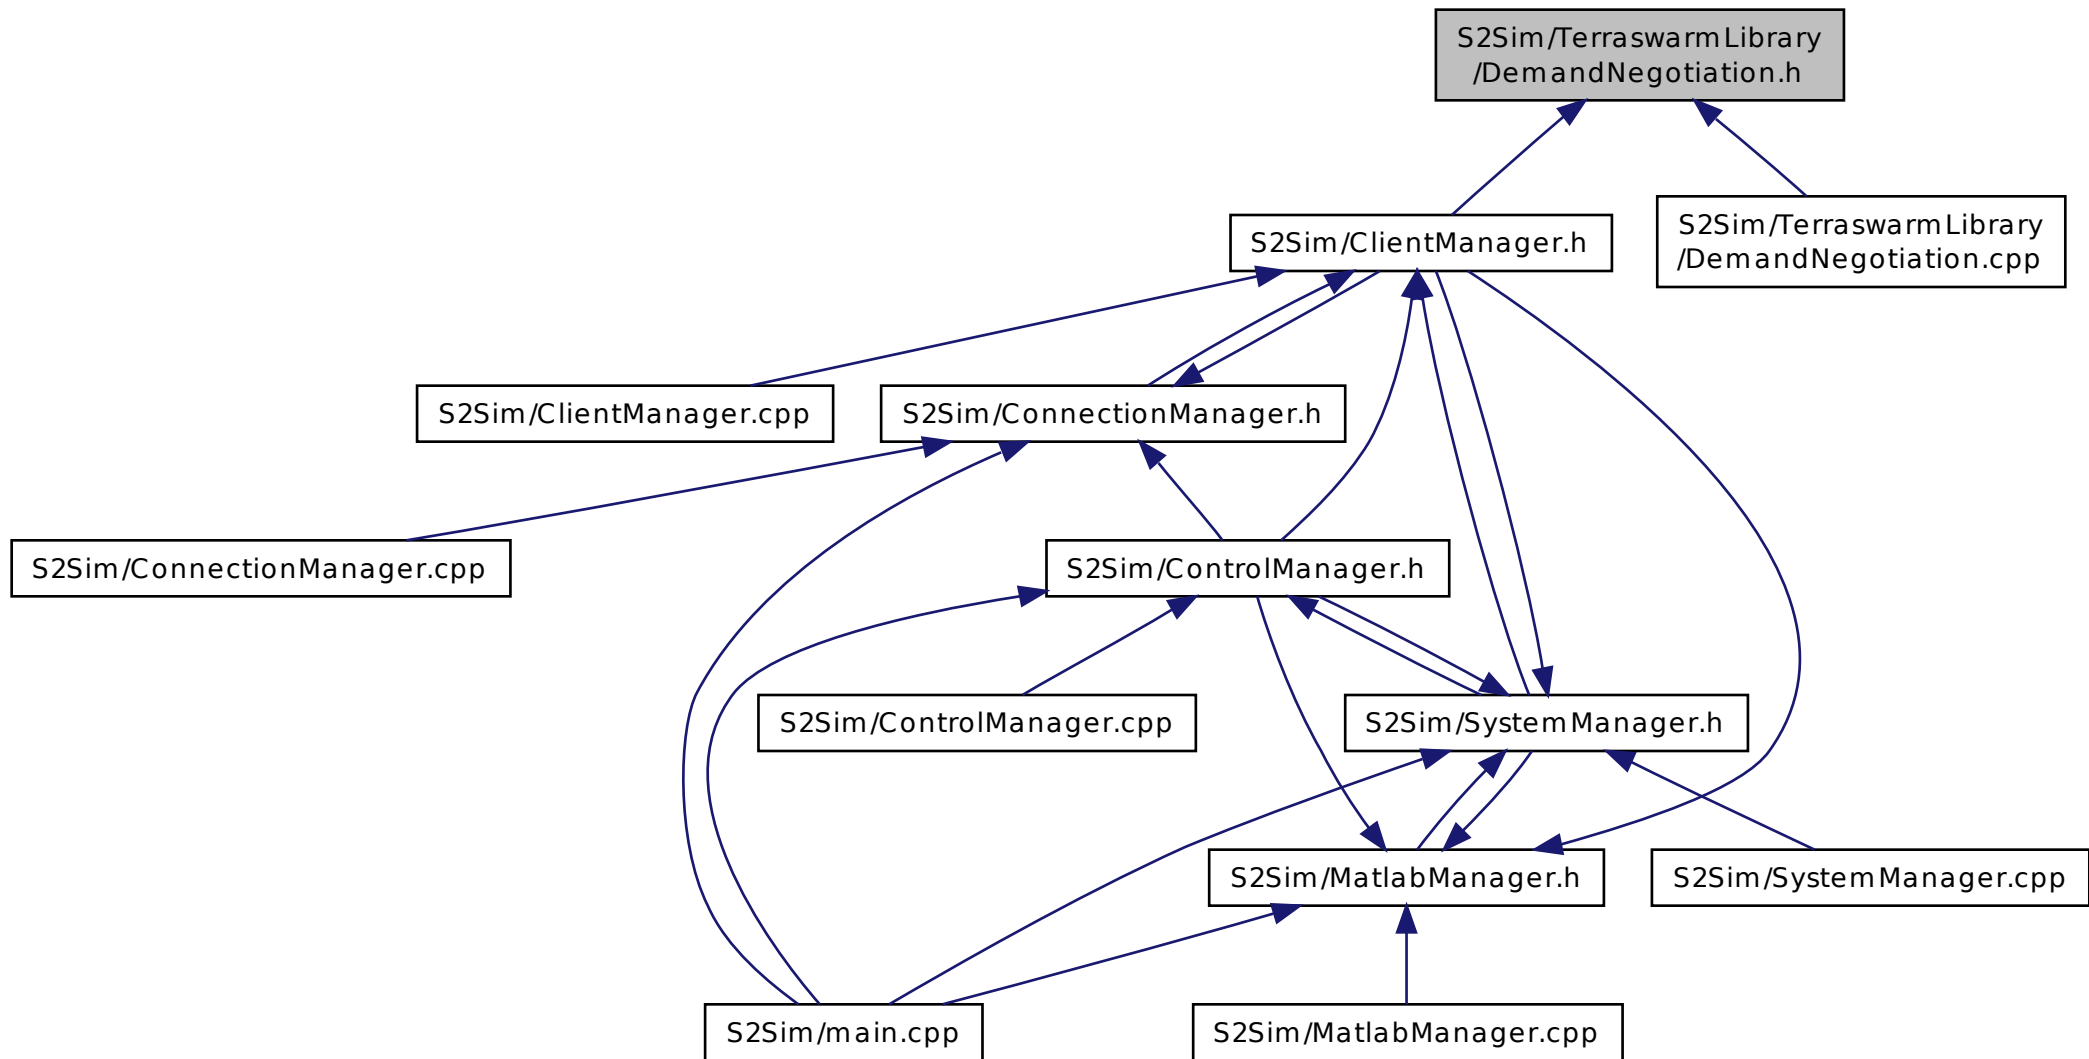 S2Sim/TerraswarmLibrary
/DemandNegotiation.h
S2Sim/ClientManager.h
S2Sim/TerraswarmLibrary
/DemandNegotiation.cpp
S2Sim/ClientManager.cpp
S2Sim/ConnectionManager.h
S2Sim/ConnectionManager.cpp
S2Sim/ControlManager.h
S2Sim/ControlManager.cpp
S2Sim/SystemManager.h
S2Sim/MatlabManager.h
S2Sim/SystemManager.cpp
S2Sim/main.cpp
S2Sim/MatlabManager.cpp